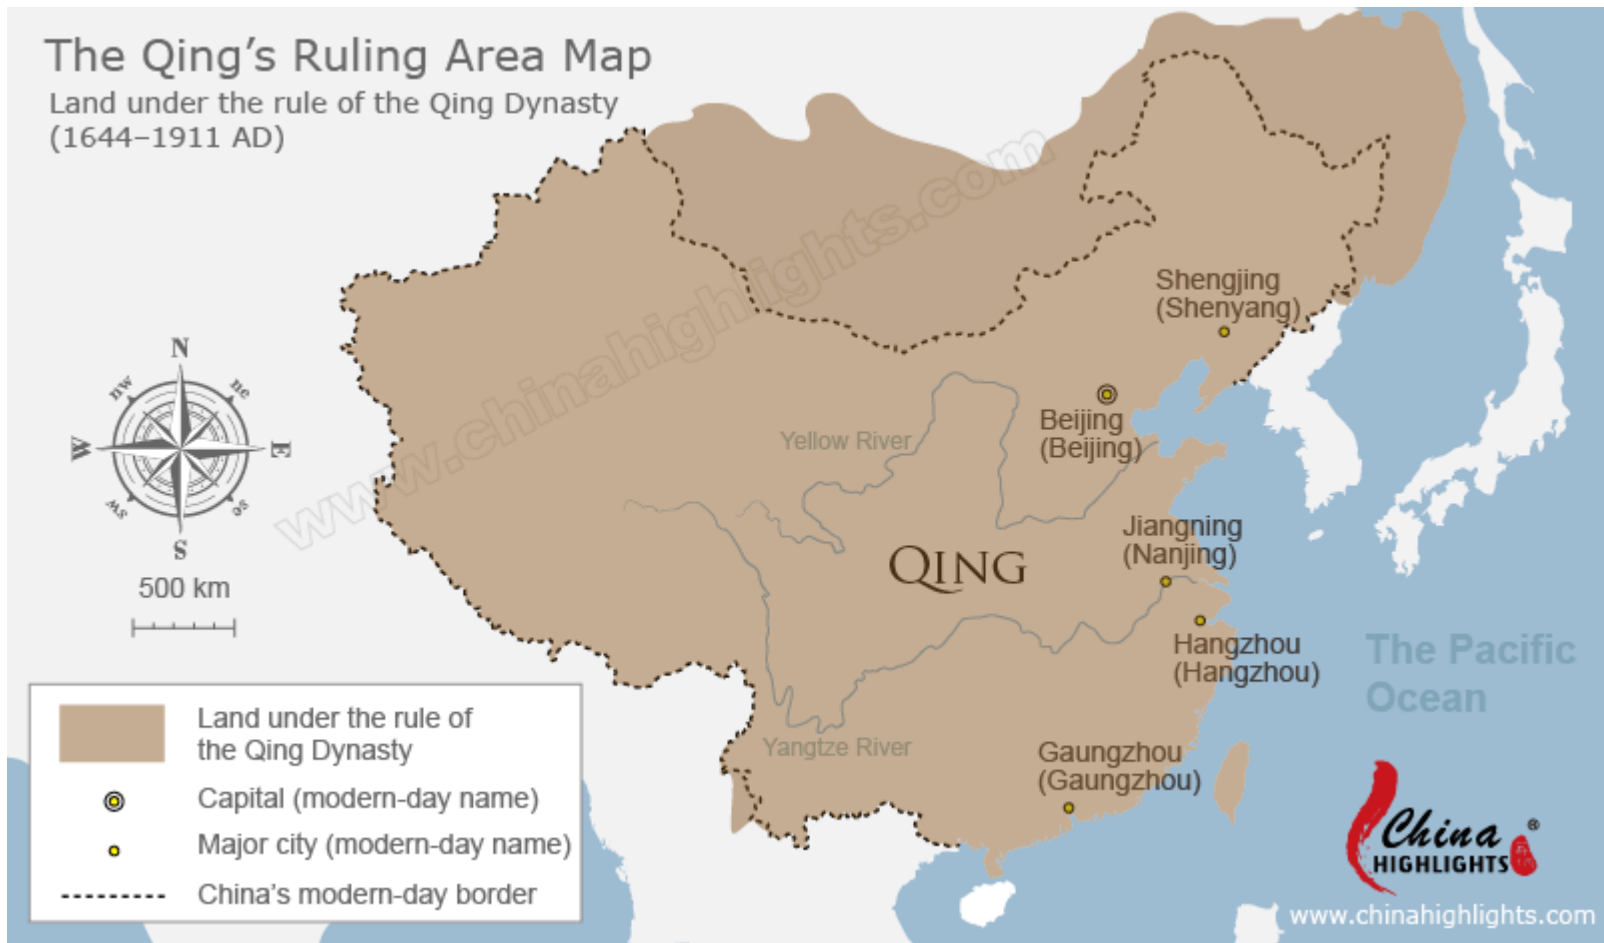 The Qing's Ruling Area Map
Land under the rule of the Qing Dynasty
(1644–1911 AD)
www.chinahighlights.com
Shengjing
(Shenyang)
Beijing
(Beijing)
Yellow River
Jiangning
(Nanjing)
QING
Hangzhou
(Hangzhou)
The Pacific
Ocean
Yangtze River
Gaungzhou
(Gaungzhou)
N
nw
ne
W
E
sw
se
S
500 km
Land under the rule of
the Qing Dynasty
Capital (modern-day name)
Major city (modern-day name)
China's modern-day border
China ®
HIGHLIGHTS
www.chinahighlights.com